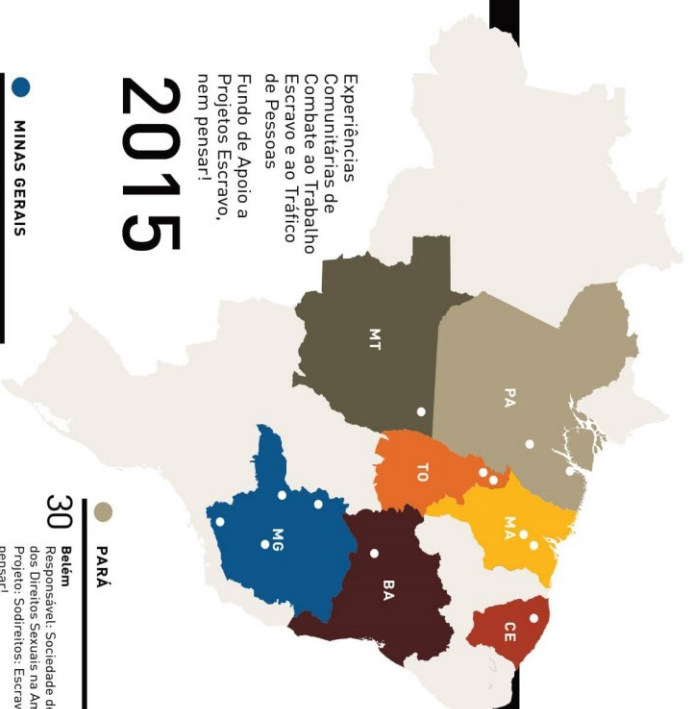 Experiências
Comunitárias de
Combate ao Trabalho
Escravo e ao Tráfico
de Pessoas
Fundo de Apoio a
Projetos Escravo,
nem pensar!
2015
MT
PA
TO
MA
CE
BA
MG
MINAS GERAIS
PARÁ
30
Belém
Responsável: Sociedade de
dos Direitos Sexuais na Am
Projeto: Sodireitos: Escrav
pensar!